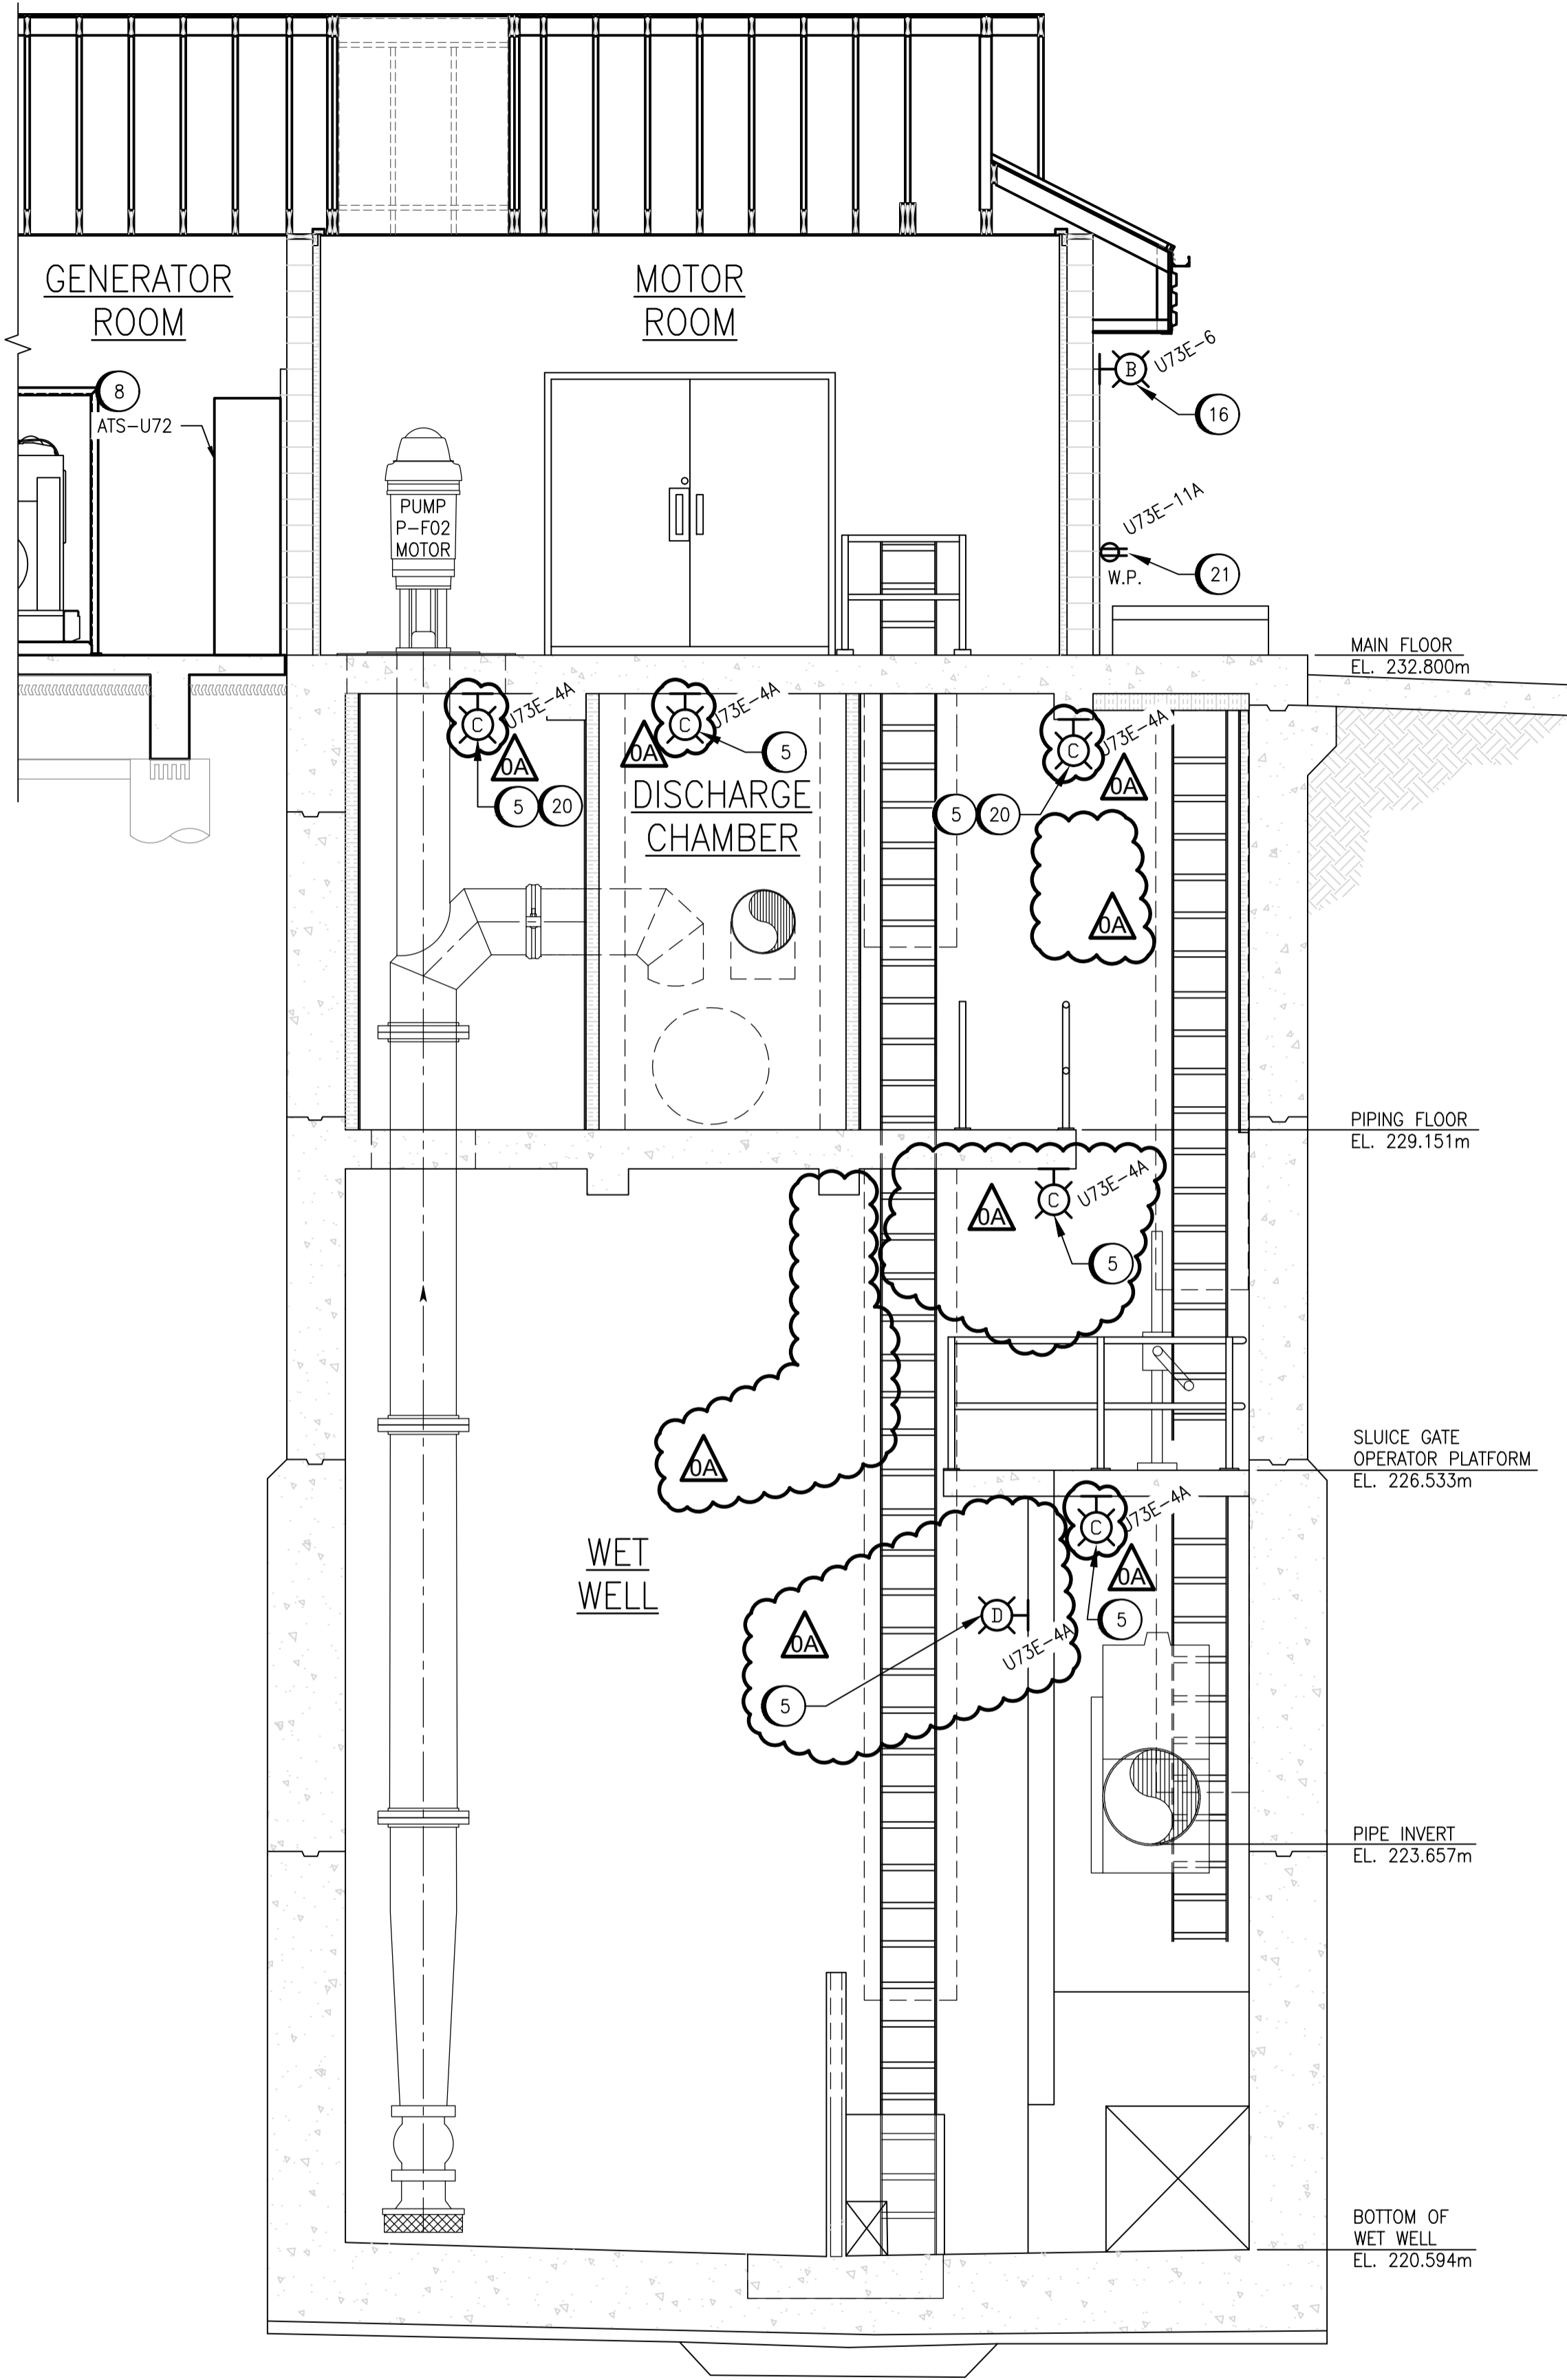 GENERATOR
ROOM
MOTOR
ROOM
B
U73E-6
16
8
ATS-U72
PUMP
P-F02
MOTOR
U73E-11A
W.P.
21
MAIN FLOOR
EL. 232.800m
C
U73E-4A
0A
5
20
C
U73E-4A
0A
5
DISCHARGE
CHAMBER
C
U73E-4A
0A
5
20
0A
PIPING FLOOR
EL. 229.151m
0A
C
U73E-4A
5
0A
SLUICE GATE
OPERATOR PLATFORM
EL. 226.533m
C
U73E-4A
0A
5
WET
WELL
0A
D
U73E-4A
5
PIPE INVERT
EL. 223.657m
BOTTOM OF
WET WELL
EL. 220.594m